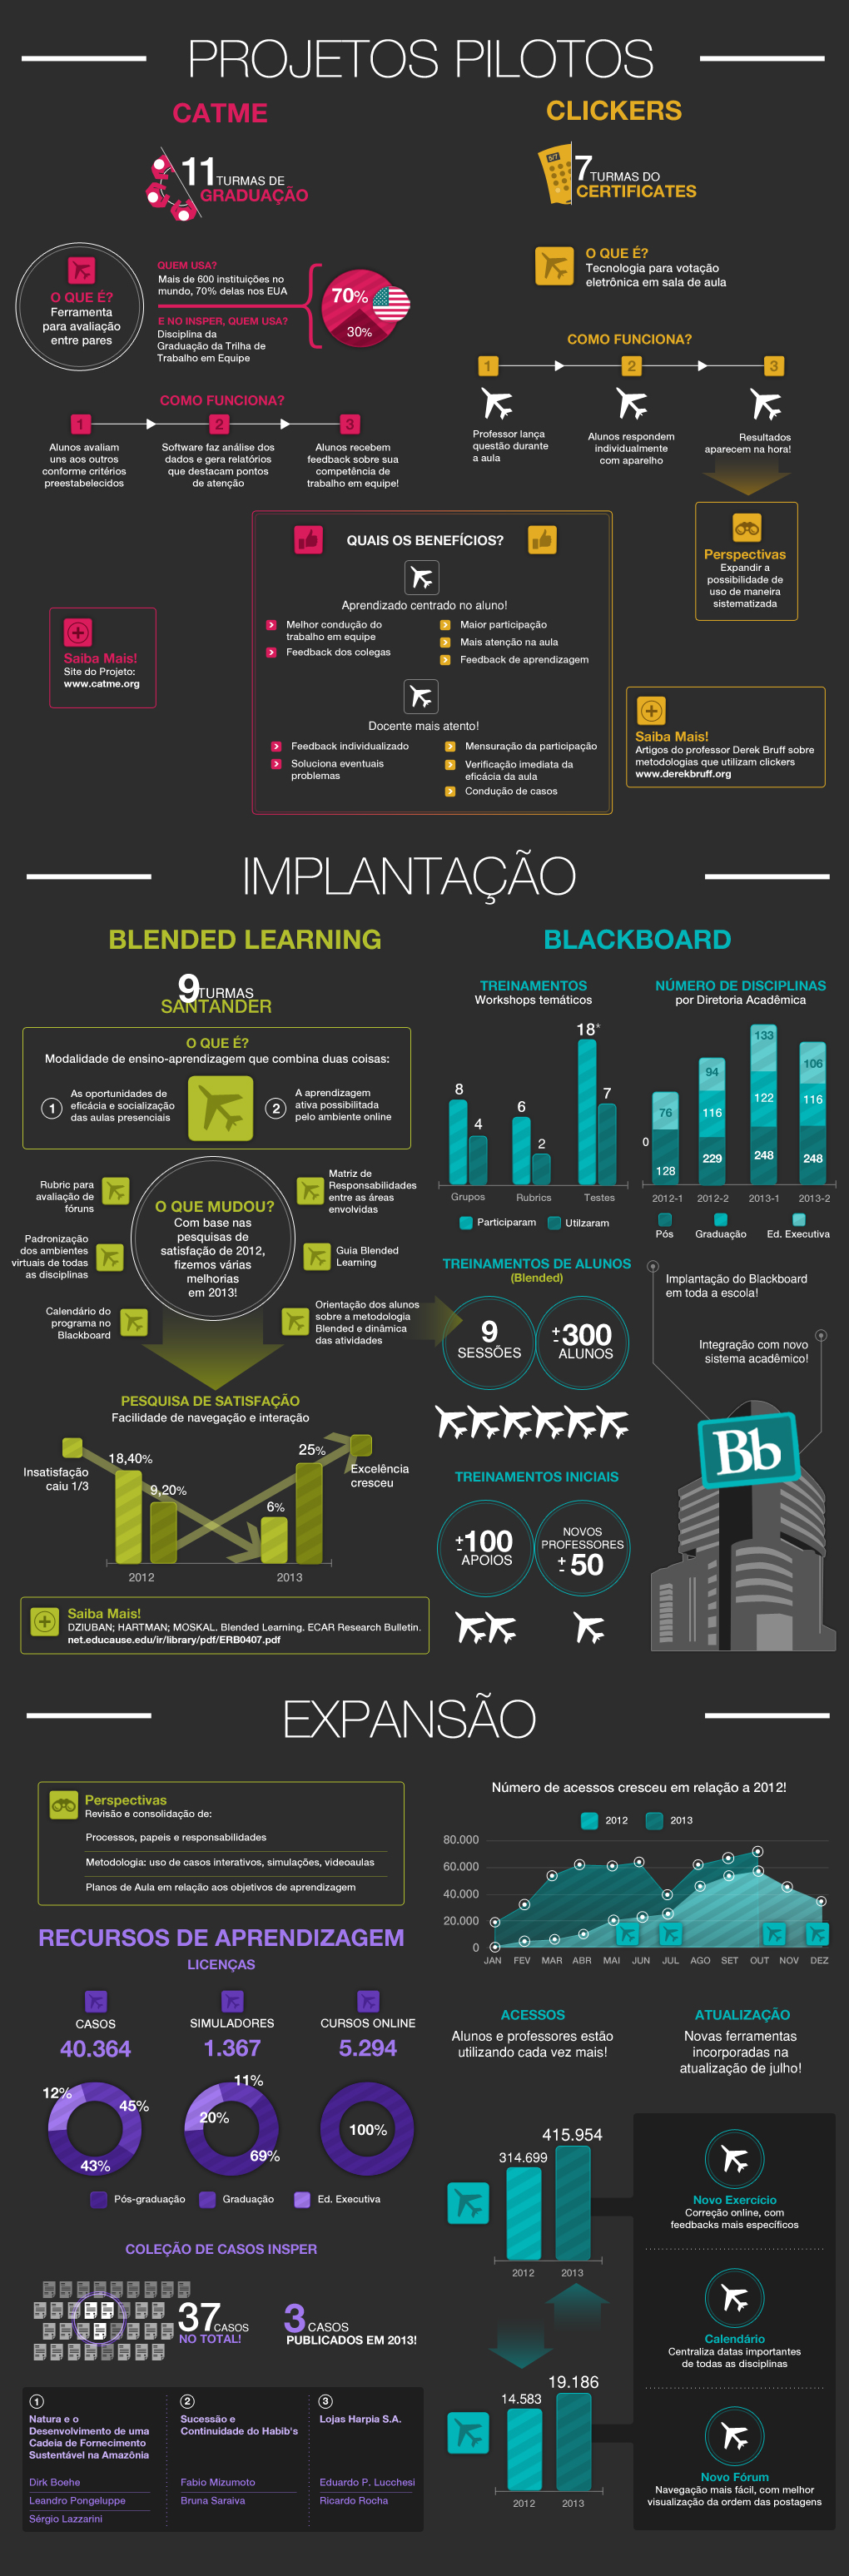 PROJETOS PILOTOS
CATME
11 TURMAS DE
GRADUAÇÃO
O QUE É?
Ferramenta
para avaliação
entre pares
QUEM USA?
Mais de 600 instituições no
mundo, 70% delas nos EUA
E NO INSPER, QUEM USA?
Disciplina da
Graduação da Trilha de
Trabalho em Equipe
70%
30%
COMO FUNCIONA?
1
2
3
Alunos avaliam
uns aos outros
conforme critérios
preestabelecidos
Software faz análise dos
dados e gera relatórios
que destacam pontos
de atenção
Alunos recebem
feedback sobre sua
competência de
trabalho em equipe!
CLICKERS
7 TURMAS DO
CERTIFICATES
O QUE É?
Tecnologia para votação
eletrônica em sala de aula
COMO FUNCIONA?
1
2
3
Professor lança
questão durante
a aula
Alunos respondem
individualmente
com aparelho
Resultados
aparecem na hora!
Perspectivas
Expandir a
possibilidade de
uso de maneira
sistematizada
QUAIS OS BENEFÍCIOS?
Aprendizado centrado no aluno!
Melhor condução do
trabalho em equipe
Feedback dos colegas
Maior participação
Mais atenção na aula
Feedback de aprendizagem
Docente mais atento!
Feedback individualizado
Soluciona eventuais
problemas
Mensuração da participação
Verificação imediata da
eficácia da aula
Condução de casos
Saiba Mais!
Site do Projeto:
www.catme.org
Saiba Mais!
Artigos do professor Derek Bruff sobre
metodologias que utilizam clickers
www.derekbruff.org
IMPLANTAÇÃO
BLENDED LEARNING
9 TURMAS
SANTANDER
O QUE É?
Modalidade de ensino-aprendizagem que combina duas coisas:
1
As oportunidades de
eficácia e socialização
das aulas presenciais
2
A aprendizagem
ativa possibilitada
pelo ambiente online
O QUE MUDOU?
Com base nas
pesquisas de
satisfação de 2012,
fizemos várias
melhorias
em 2013!
Rubric para
avaliação de
fóruns
Padronização
dos ambientes
virtuais de todas
as disciplinas
Calendário do
programa no
Blackboard
Matriz de
Responsabilidades
entre as áreas
envolvidas
Guia Blended
Learning
Orientação dos alunos
sobre a metodologia
Blended e dinâmica
das atividades
PESQUISA DE SATISFAÇÃO
Facilidade de navegação e interação
Insatisfação
caiu 1/3
18,40%
9,20%
6%
25%
Excelência
cresceu
2012
2013
Saiba Mais!
DZIUBAN; HARTMAN; MOSKAL. Blended Learning. ECAR Research Bulletin.
net.educause.edu/ir/library/pdf/ERB0407.pdf
BLACKBOARD
TREINAMENTOS
Workshops temáticos
8
4
6
2
18*
7
Grupos
Rubrics
Testes
Participaram
Utilzaram
NÚMERO DE DISCIPLINAS
por Diretoria Acadêmica
0
76
128
94
116
229
133
122
248
106
116
248
2012-1
2012-2
2013-1
2013-2
Pós
Graduação
Ed. Executiva
TREINAMENTOS DE ALUNOS
(Blended)
9
SESSÕES
+-300
ALUNOS
TREINAMENTOS INICIAIS
+-100
APOIOS
NOVOS
PROFESSORES
+- 50
Implantação do Blackboard
em toda a escola!
Integração com novo
sistema acadêmico!
Bb
EXPANSÃO
Perspectivas
Revisão e consolidação de:
Processos, papeis e responsabilidades
Metodologia: uso de casos interativos, simulações, videoaulas
Planos de Aula em relação aos objetivos de aprendizagem
RECURSOS DE APRENDIZAGEM
LICENÇAS
CASOS
40.364
SIMULADORES
1.367
CURSOS ONLINE
5.294
12%
45%
43%
11%
20%
69%
100%
Pós-graduação
Graduação
Ed. Executiva
COLEÇÃO DE CASOS INSPER
37 CASOS
NO TOTAL!
3 CASOS
PUBLICADOS EM 2013!
1
Natura e o
Desenvolvimento de uma
Cadeia de Fornecimento
Sustentável na Amazônia
Dirk Boehe
Leandro Pongeluppe
Sérgio Lazzarini
2
Sucessão e
Continuidade do Habib's
Fabio Mizumoto
Bruna Saraiva
3
Lojas Harpia S.A.
Eduardo P. Lucchesi
Ricardo Rocha
Número de acessos cresceu em relação a 2012!
2012
2013
80.000
60.000
40.000
20.000
0
JAN FEV MAR ABR MAI JUN JUL AGO SET OUT NOV DEZ
ACESSOS
Alunos e professores estão
utilizando cada vez mais!
314.699
415.954
2012
2013
14.583
19.186
2012
2013
ATUALIZAÇÃO
Novas ferramentas
incorporadas na
atualização de julho!
Novo Exercício
Correção online, com
feedbacks mais específicos
Calendário
Centraliza datas importantes
de todas as disciplinas
Novo Fórum
Navegação mais fácil, com melhor
visualização da ordem das postagens